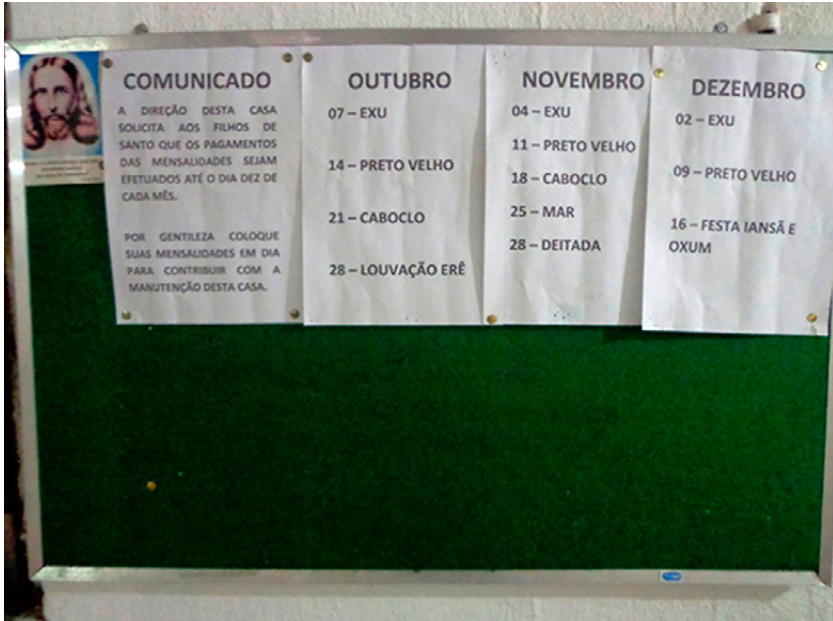 COMUNICADO
A DIREÇÃO DESTA CASA
SOLICITA AOS FILHOS DE
SANTO QUE OS PAGAMENTOS
DAS MENSALIDADES SEJAM
EFETUADOS ATÉ O DIA DEZ DE
CADA MÊS.
POR GENTILEZA COLOQUE
SUAS MENSALIDADES EM DIA
PARA CONTRIBUIR COM A
MANUTENÇÃO DESTA CASA.
OUTUBRO
07 – EXU
14 – PRETO VELHO
21 – CABOCLO
28 – LOUVAÇÃO ERÊ
NOVEMBRO
04 – EXU
11 – PRETO VELHO
18 – CABOCLO
25 – MAR
28 – DEITADA
DEZEMBRO
02 – EXU
09 – PRETO VELHO
16 – FESTA IANSÃ E
OXUM